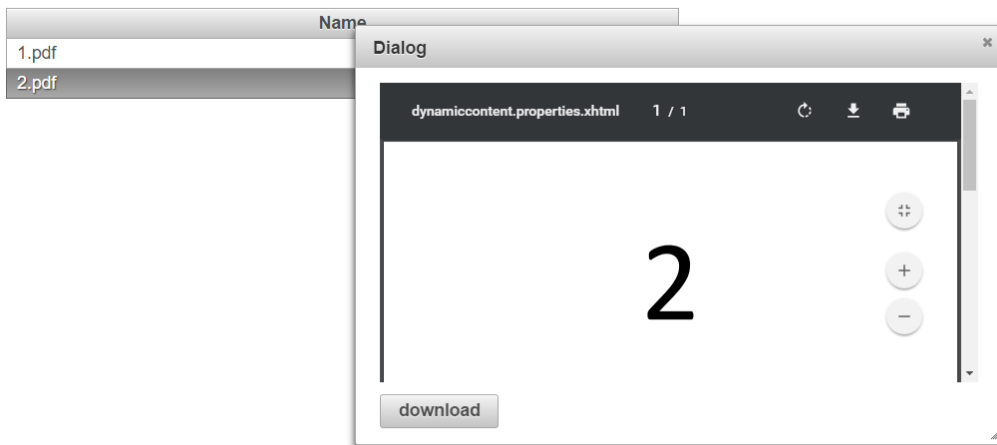 Name
1.pdf
2.pdf
Dialog
dynamiccontent.properties.xhtml 1 / 1
2
download